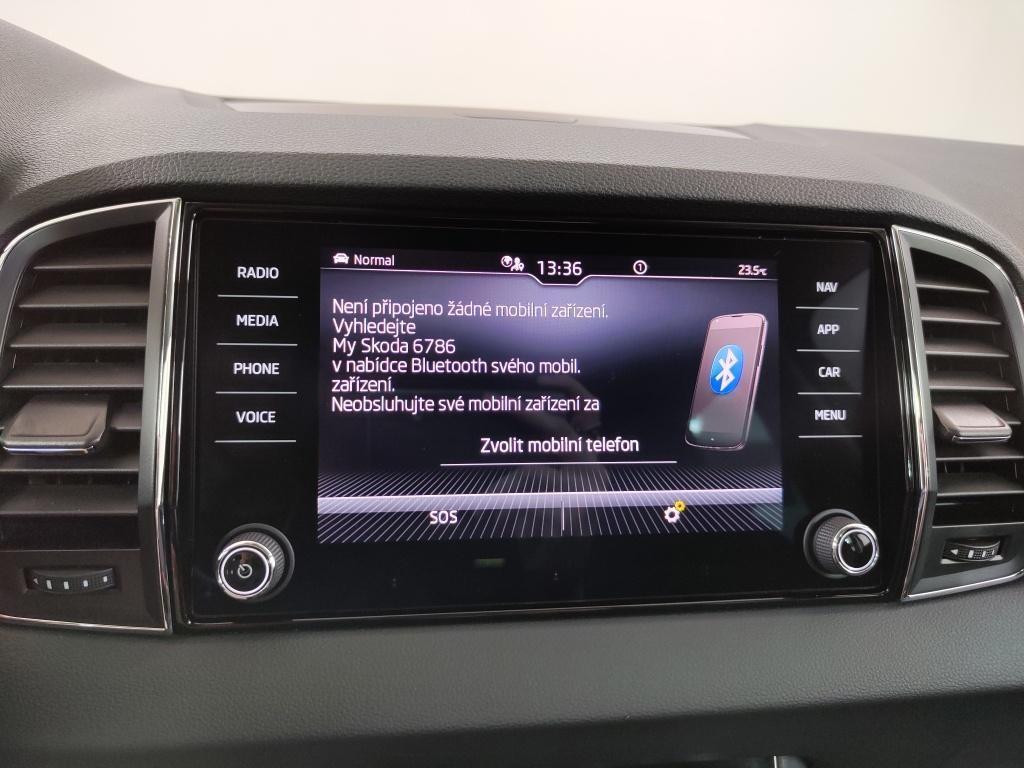 Normal
13:36
1
23.5°C
RADIO
MEDIA
PHONE
VOICE
Není připojeno žádné mobilní zařízení.
Vyhledejte
My Skoda 6786
v nabídce Bluetooth svého mobil.
zařízení.
Neobsluhujte své mobilní zařízení za
Zvolit mobilní telefon
SOS
NAV
APP
CAR
MENU